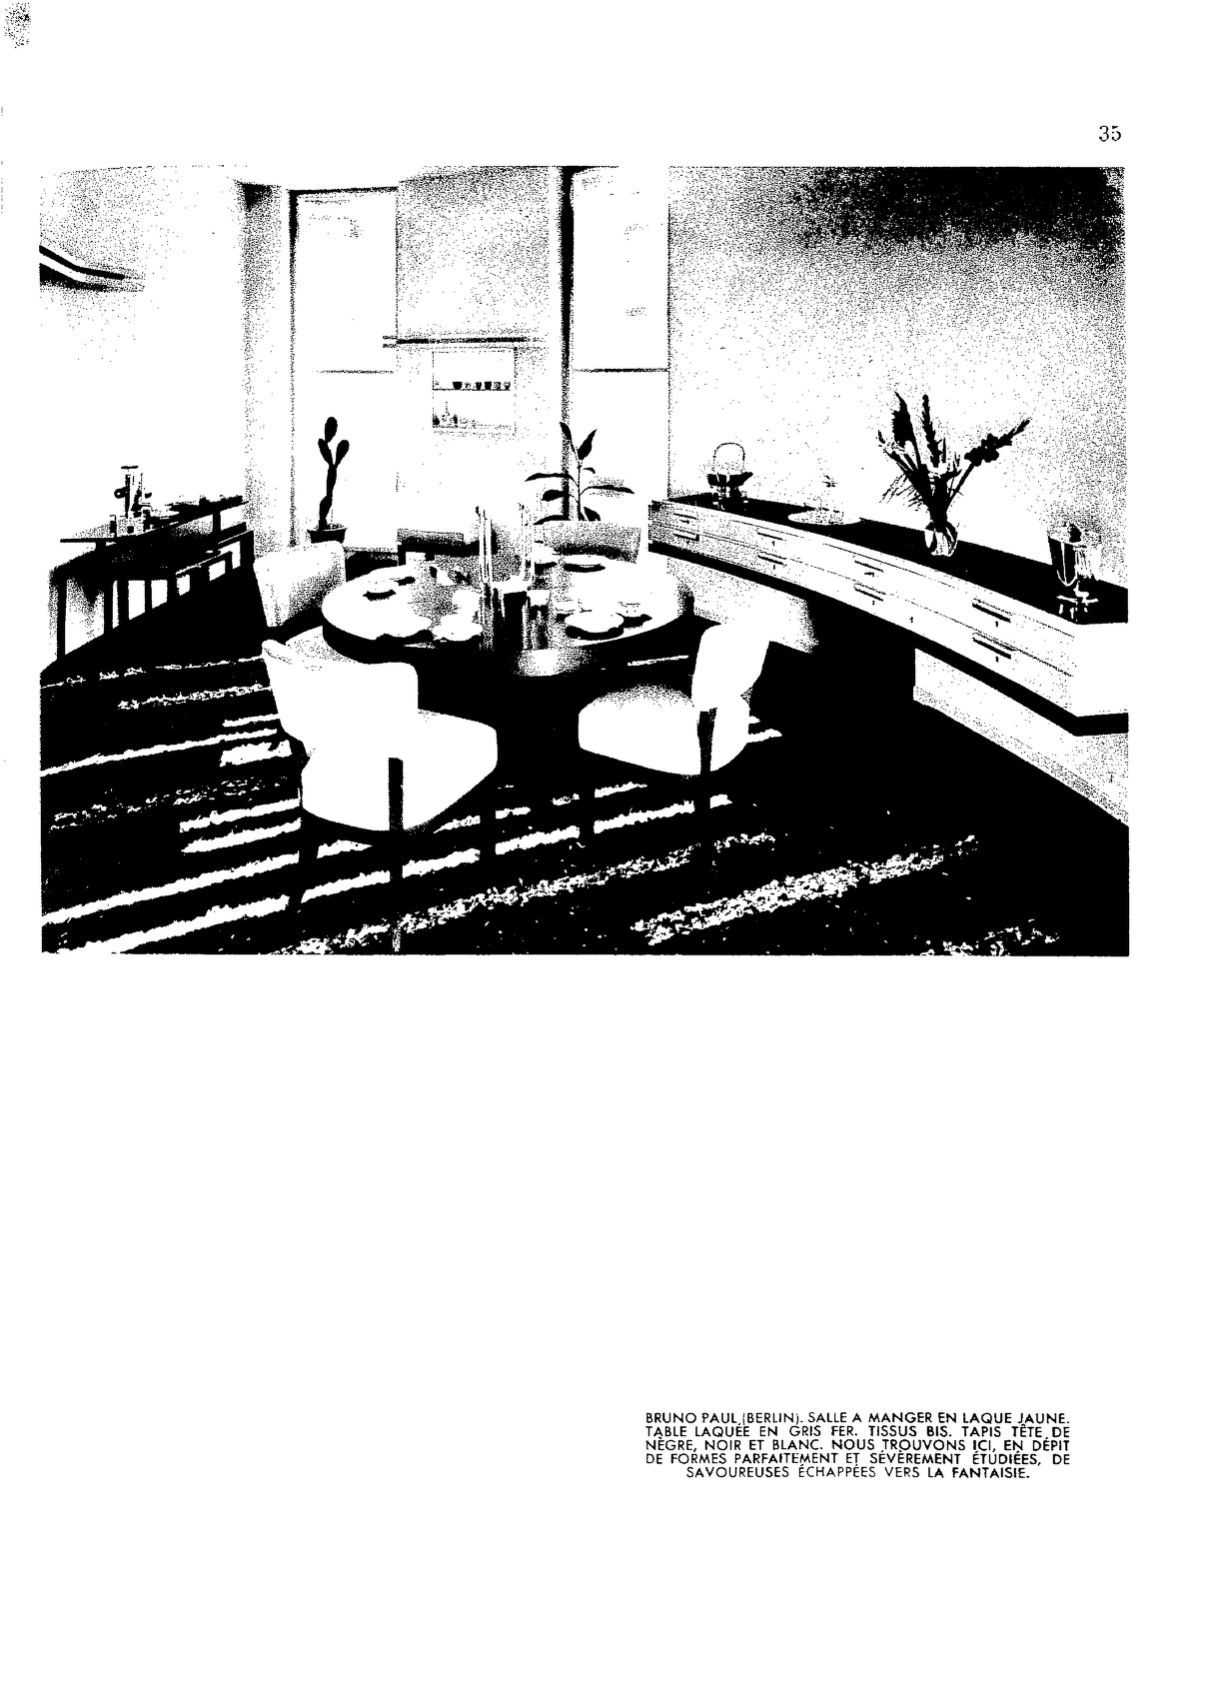 35
BRUNO PAUL (BERLIN). SALLE A MANGER EN LAQUE JAUNE.
TABLE LAQUÉE EN GRIS FER. TISSUS BIS. TAPIS TÊTE DE
NÈGRE, NOIR ET BLANC. NOUS TROUVONS ICI, EN DÉPIT
DE FORMES PARFAITEMENT ET SÉVÈREMENT ÉTUDIÉES, DE
SAVOUREUSES ÉCHAPPÉES VERS LA FANTAISIE.